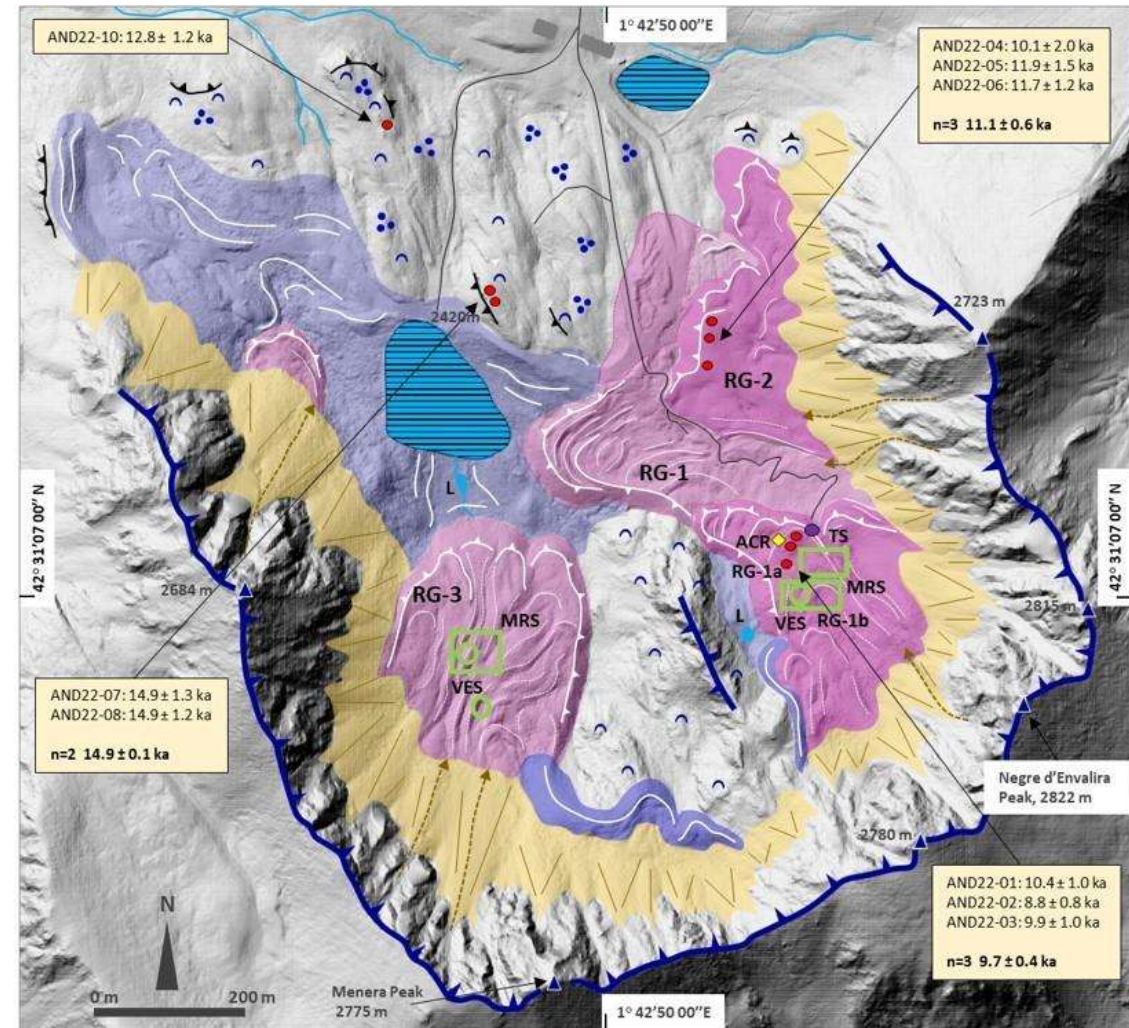 1° 42'50 00''E
AND22-10: 12.8± 1.2 ka
AND22-04: 10.1± 2.0 ka
AND22-05: 11.9± 1.5 ka
AND22-06: 11.7± 1.2 ka
n=3 11.1± 0.6 ka
2723 m
2420m
RG-2
RG-1
L
42° 31'07 00'' N
42° 31'07 00'' N
ACR
TS
RG-1a
MRS
2684 m
RG-3
MRS
VES
RG-1b
2815 m
L
VES
AND22-07: 14.9± 1.3 ka
AND22-08: 14.9± 1.2 ka
n=2 14.9± 0.1 ka
Negre d'Envalira
Peak, 2822 m
2780 m
AND22-01: 10.4± 1.0 ka
AND22-02: 8.8± 0.8 ka
AND22-03: 9.9± 1.0 ka
n=3 9.7± 0.4 ka
N
0 m 200 m
Menera Peak
2775 m
1° 42'50 00''E